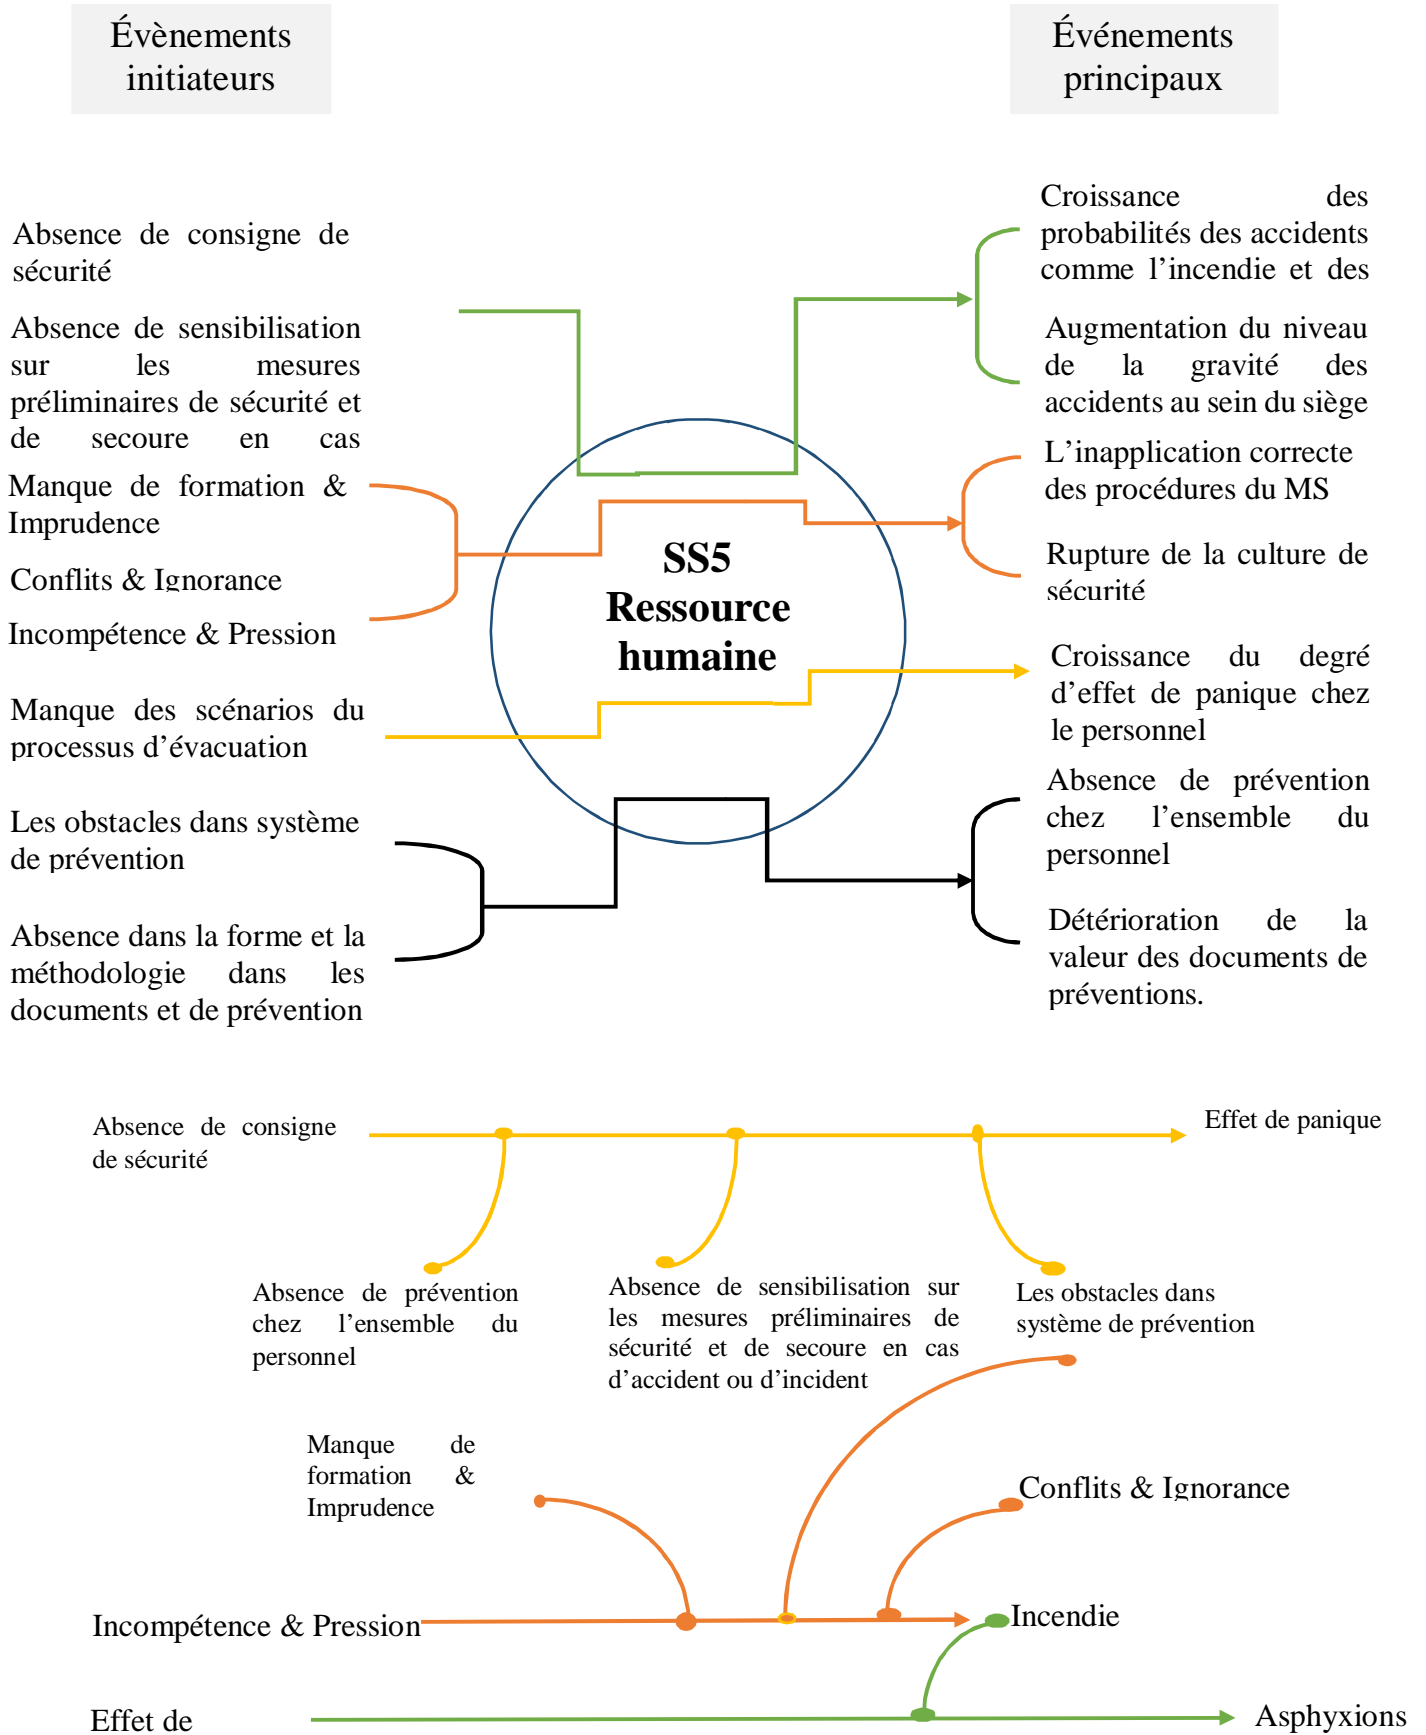 Évènements
initiateurs
Événements
principaux
Absence de consigne de
sécurité
Absence de sensibilisation
sur les mesures
préliminaires de sécurité et
de secoure en cas
Manque de formation &
Imprudence
Conflits & Ignorance
Incompétence & Pression
Manque des scénarios du
processus d’évacuation
Les obstacles dans système
de prévention
Absence dans la forme et la
méthodologie dans les
documents et de prévention
SS5
Ressource
humaine
Croissance des
probabilités des accidents
comme l’incendie et des
Augmentation du niveau
de la gravité des
accidents au sein du siège
L’inapplication correcte
des procédures du MS
Rupture de la culture de
sécurité
Croissance du degré
d’effet de panique chez
le personnel
Absence de prévention
chez l’ensemble du
personnel
Détérioration de la
valeur des documents de
préventions.
Absence de consigne
de sécurité
Effet de panique
Absence de prévention
chez l’ensemble du
personnel
Absence de sensibilisation sur
les mesures préliminaires de
sécurité et de secoure en cas
d’accident ou d’incident
Les obstacles dans
système de prévention
Manque de
formation &
Imprudence
Conflits & Ignorance
Incompétence & Pression
Incendie
Effet de
Asphyxions